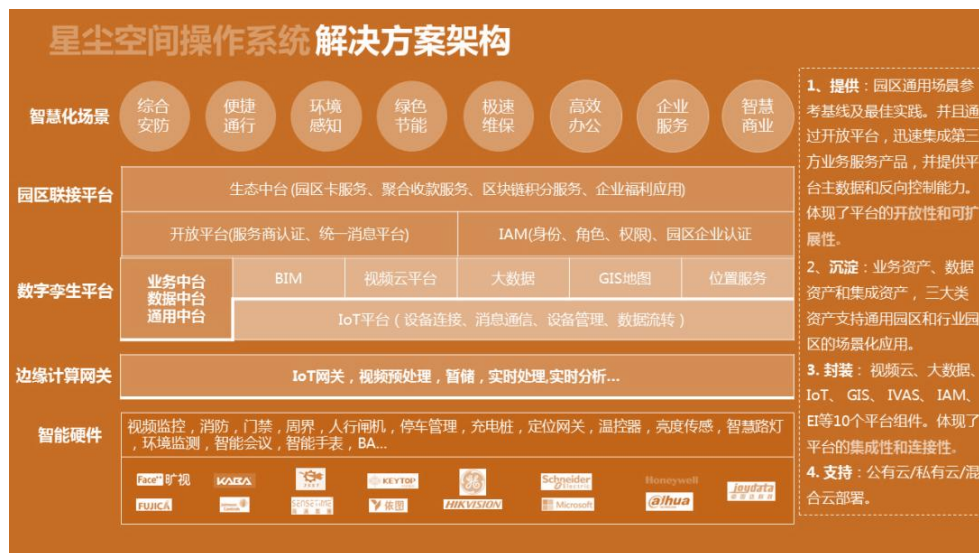 星尘空间操作系统 解决方案架构
智慧化场景
综合
安防
便捷
通行
环境
感知
绿色
节能
极速
维保
高效
办公
企业
服务
智慧
商业
园区联接平台
生态中台(园区卡服务、聚合收款服务、区块链积分服务、企业福利应用)
开放平台(服务商认证、统一消息平台)
IAM(身份、角色、权限)、园区企业认证
数字孪生平台
业务中台
数据中台
通用中台
BIM
视频云平台
大数据
GIS地图
位置服务
IoT平台（设备连接、消息通信、设备管理、数据流转）
边缘计算网关
IoT网关，视频预处理，暂储，实时处理,实时分析...
智能硬件
视频监控，消防，门禁，周界，人行闸机，停车管理，充电桩，定位网关，温控器，亮度传感，智慧路灯
，环境监测，智能会议，智能手表，BA...
Face++ 旷视
KABA
KEYTOP
GE
Schneider
Electric
Honeywell
joydata
FUJICA
SENSETIME
依图
HIKVISION
Microsoft
alhua
1、提供：园区通用场景参
考基线及最佳实践。并且通
过开放平台，迅速集成第三
方业务服务产品，并提供平
台主数据和反向控制能力。
体现了平台的开放性和可扩
展性。
2、沉淀：业务资产、数据
资产和集成资产，三大类
资产支持通用园区和行业园
区的场景化应用。
3. 封装：视频云、大数据、
IoT、 GIS、 IVAS、 IAM、
EI等10个平台组件。体现了
平台的集成性和连接性。
4. 支持：公有云/私有云/混
合云部署。